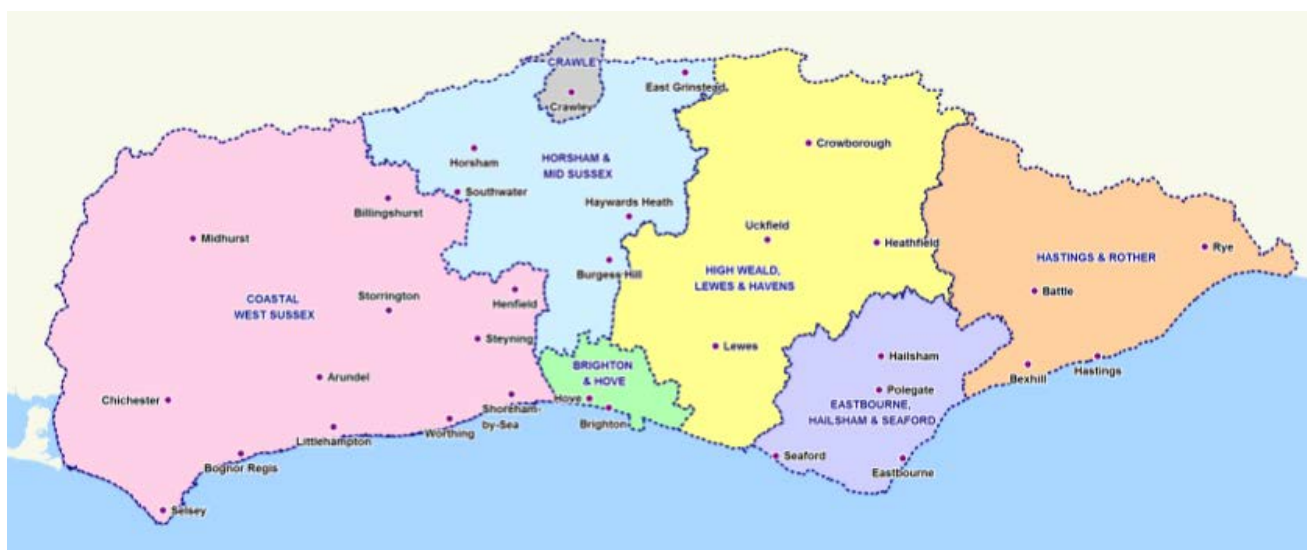 CRAWLEY
Crawley
East Grinstead
Crowborough
Horsham
HORSHAM &
MID SUSSEX
Southwater
Billingshurst
Haywards Heath
Midhurst
Uckfield
Heathfield
Rye
Burgess Hill
HIGH WEALD,
LEWES & HAVENS
HASTINGS & ROTHER
Battle
COASTAL
WEST SUSSEX
Storrington
Henfield
Steyning
Lewes
Hailsham
BRIGHTON
& HOVE
Bexhill
Hastings
Arundel
Polegate
Chichester
Hove
Brighton
Shoreham-
by-Sea
EASTBOURNE,
HAILSHAM & SEAFORD
Littlehampton
Worthing
Bognor Regis
Seaford
Eastbourne
Selsey